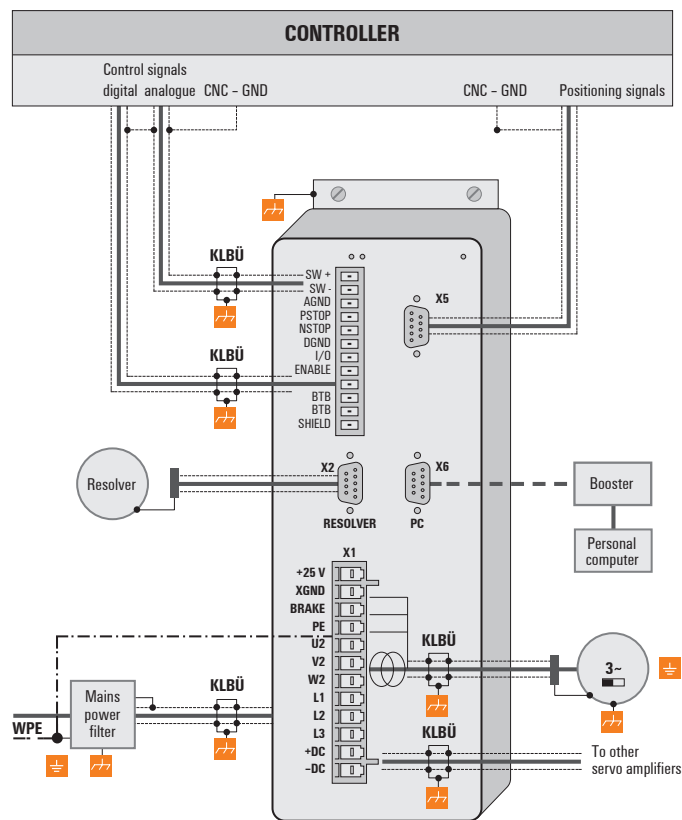 CONTROLLER
Control signals
digital analogue CNC – GND
CNC – GND Positioning signals
KLBÜ
SW +
SW -
AGND
PSTOP
NSTOP
DGND
I/O
ENABLE
BTB
BTB
SHIELD
X5
KLBÜ
Resolver
X2
RESOLVER
X6
PC
Booster
Personal
computer
X1
+25 V
XGND
BRAKE
PE
U2
V2
W2
L1
L2
L3
+DC
–DC
KLBÜ
3~
KLBÜ
Mains
power
filter
WPE
KLBÜ
To other
servo amplifiers